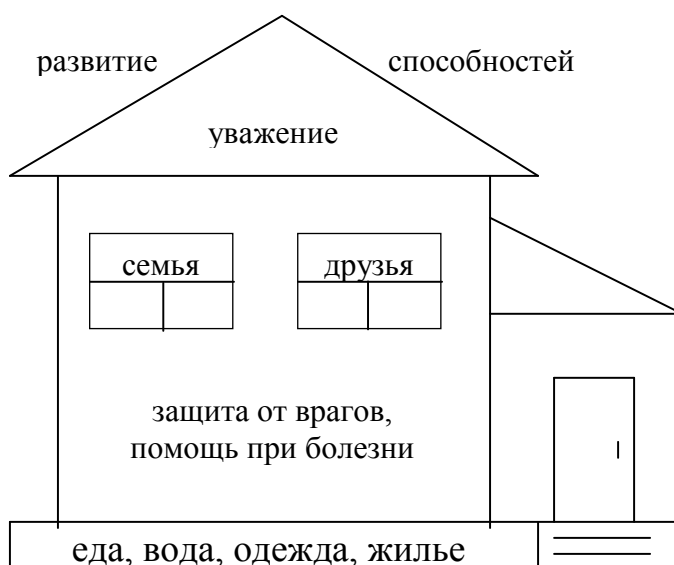 развитие способностей
уважение
семья друзья
защита от врагов,
помощь при болезни
еда, вода, одежда, жилье